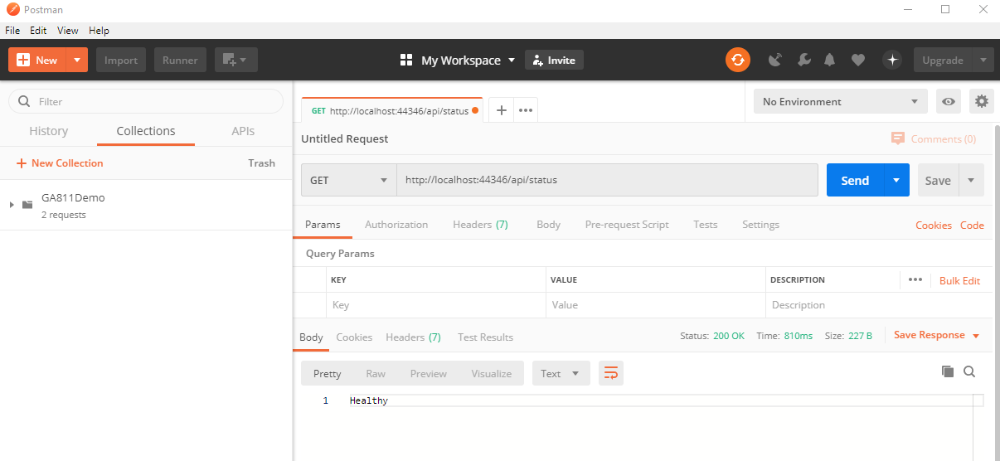 Postman
File Edit View Help
New Import Runner My Workspace Invite Upgrade
Filter
History Collections APIs
New Collection Trash
GA811Demo
2 requests
GET http://localhost:44346/api/status No Environment
Untitled Request Comments (0)
GET http://localhost:44346/api/status Send Save
Params Authorization Headers (7) Body Pre-request Script Tests Settings Cookies Code
Query Params
KEY VALUE DESCRIPTION Bulk Edit
Key Value Description
Body Cookies Headers (7) Test Results Status: 200 OK Time: 810ms Size: 227 B Save Response
Pretty Raw Preview Visualize Text
1 Healthy